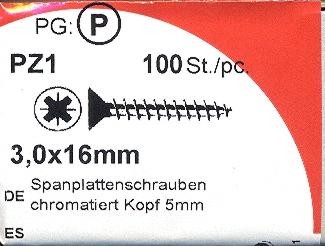 PG: P
PZ1 100 St./pc.
3,0x16mm
DE Spanplattenschrauben
chromatiert Kopf 5mm
ES